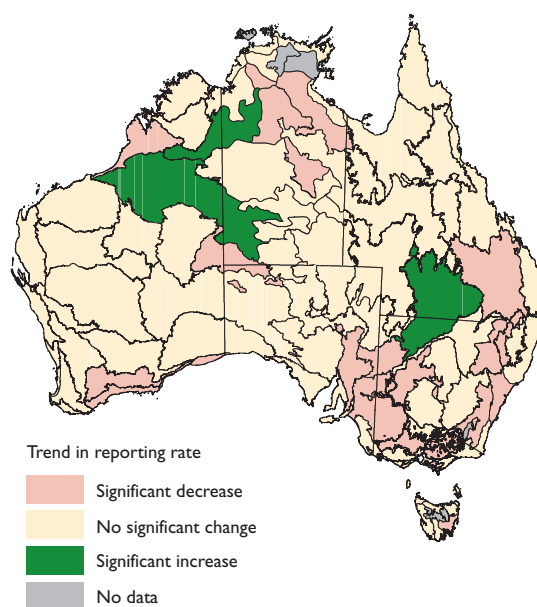 Trend in reporting rate
Significant decrease
No significant change
Significant increase
No data